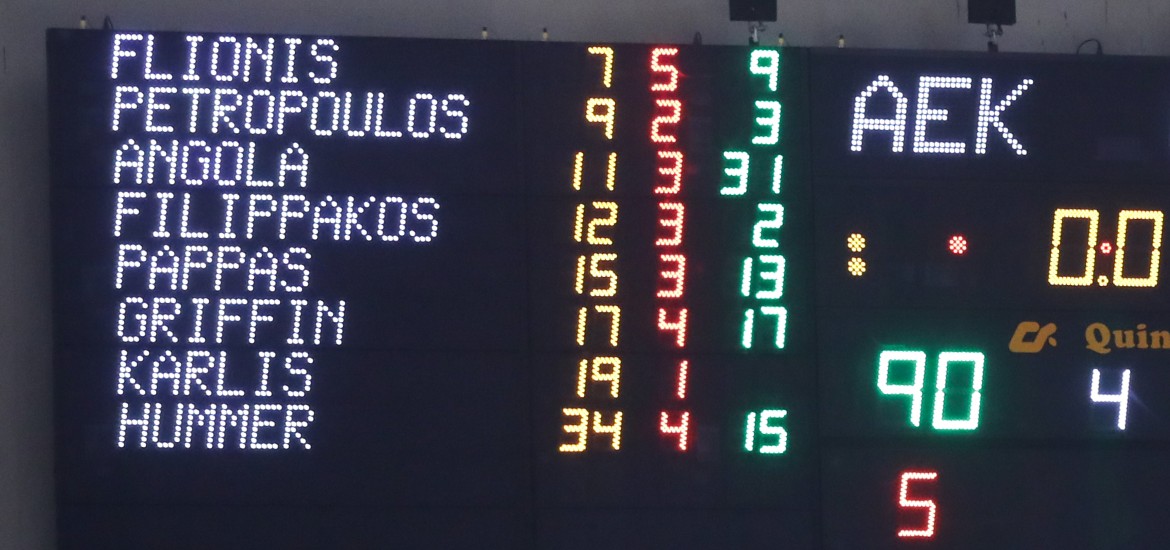 FLIONIS 7 5 9
PETROPOULOS 9 2 3
ANGOLA 11 3 31
FILIPPAKOS 12 3 2
PAPPAS 15 3 13
GRIFFIN 17 4 17
KARLIS 19 1
HUMMER 34 4 15
AEK
: . 0:0
Quin
90 4
5